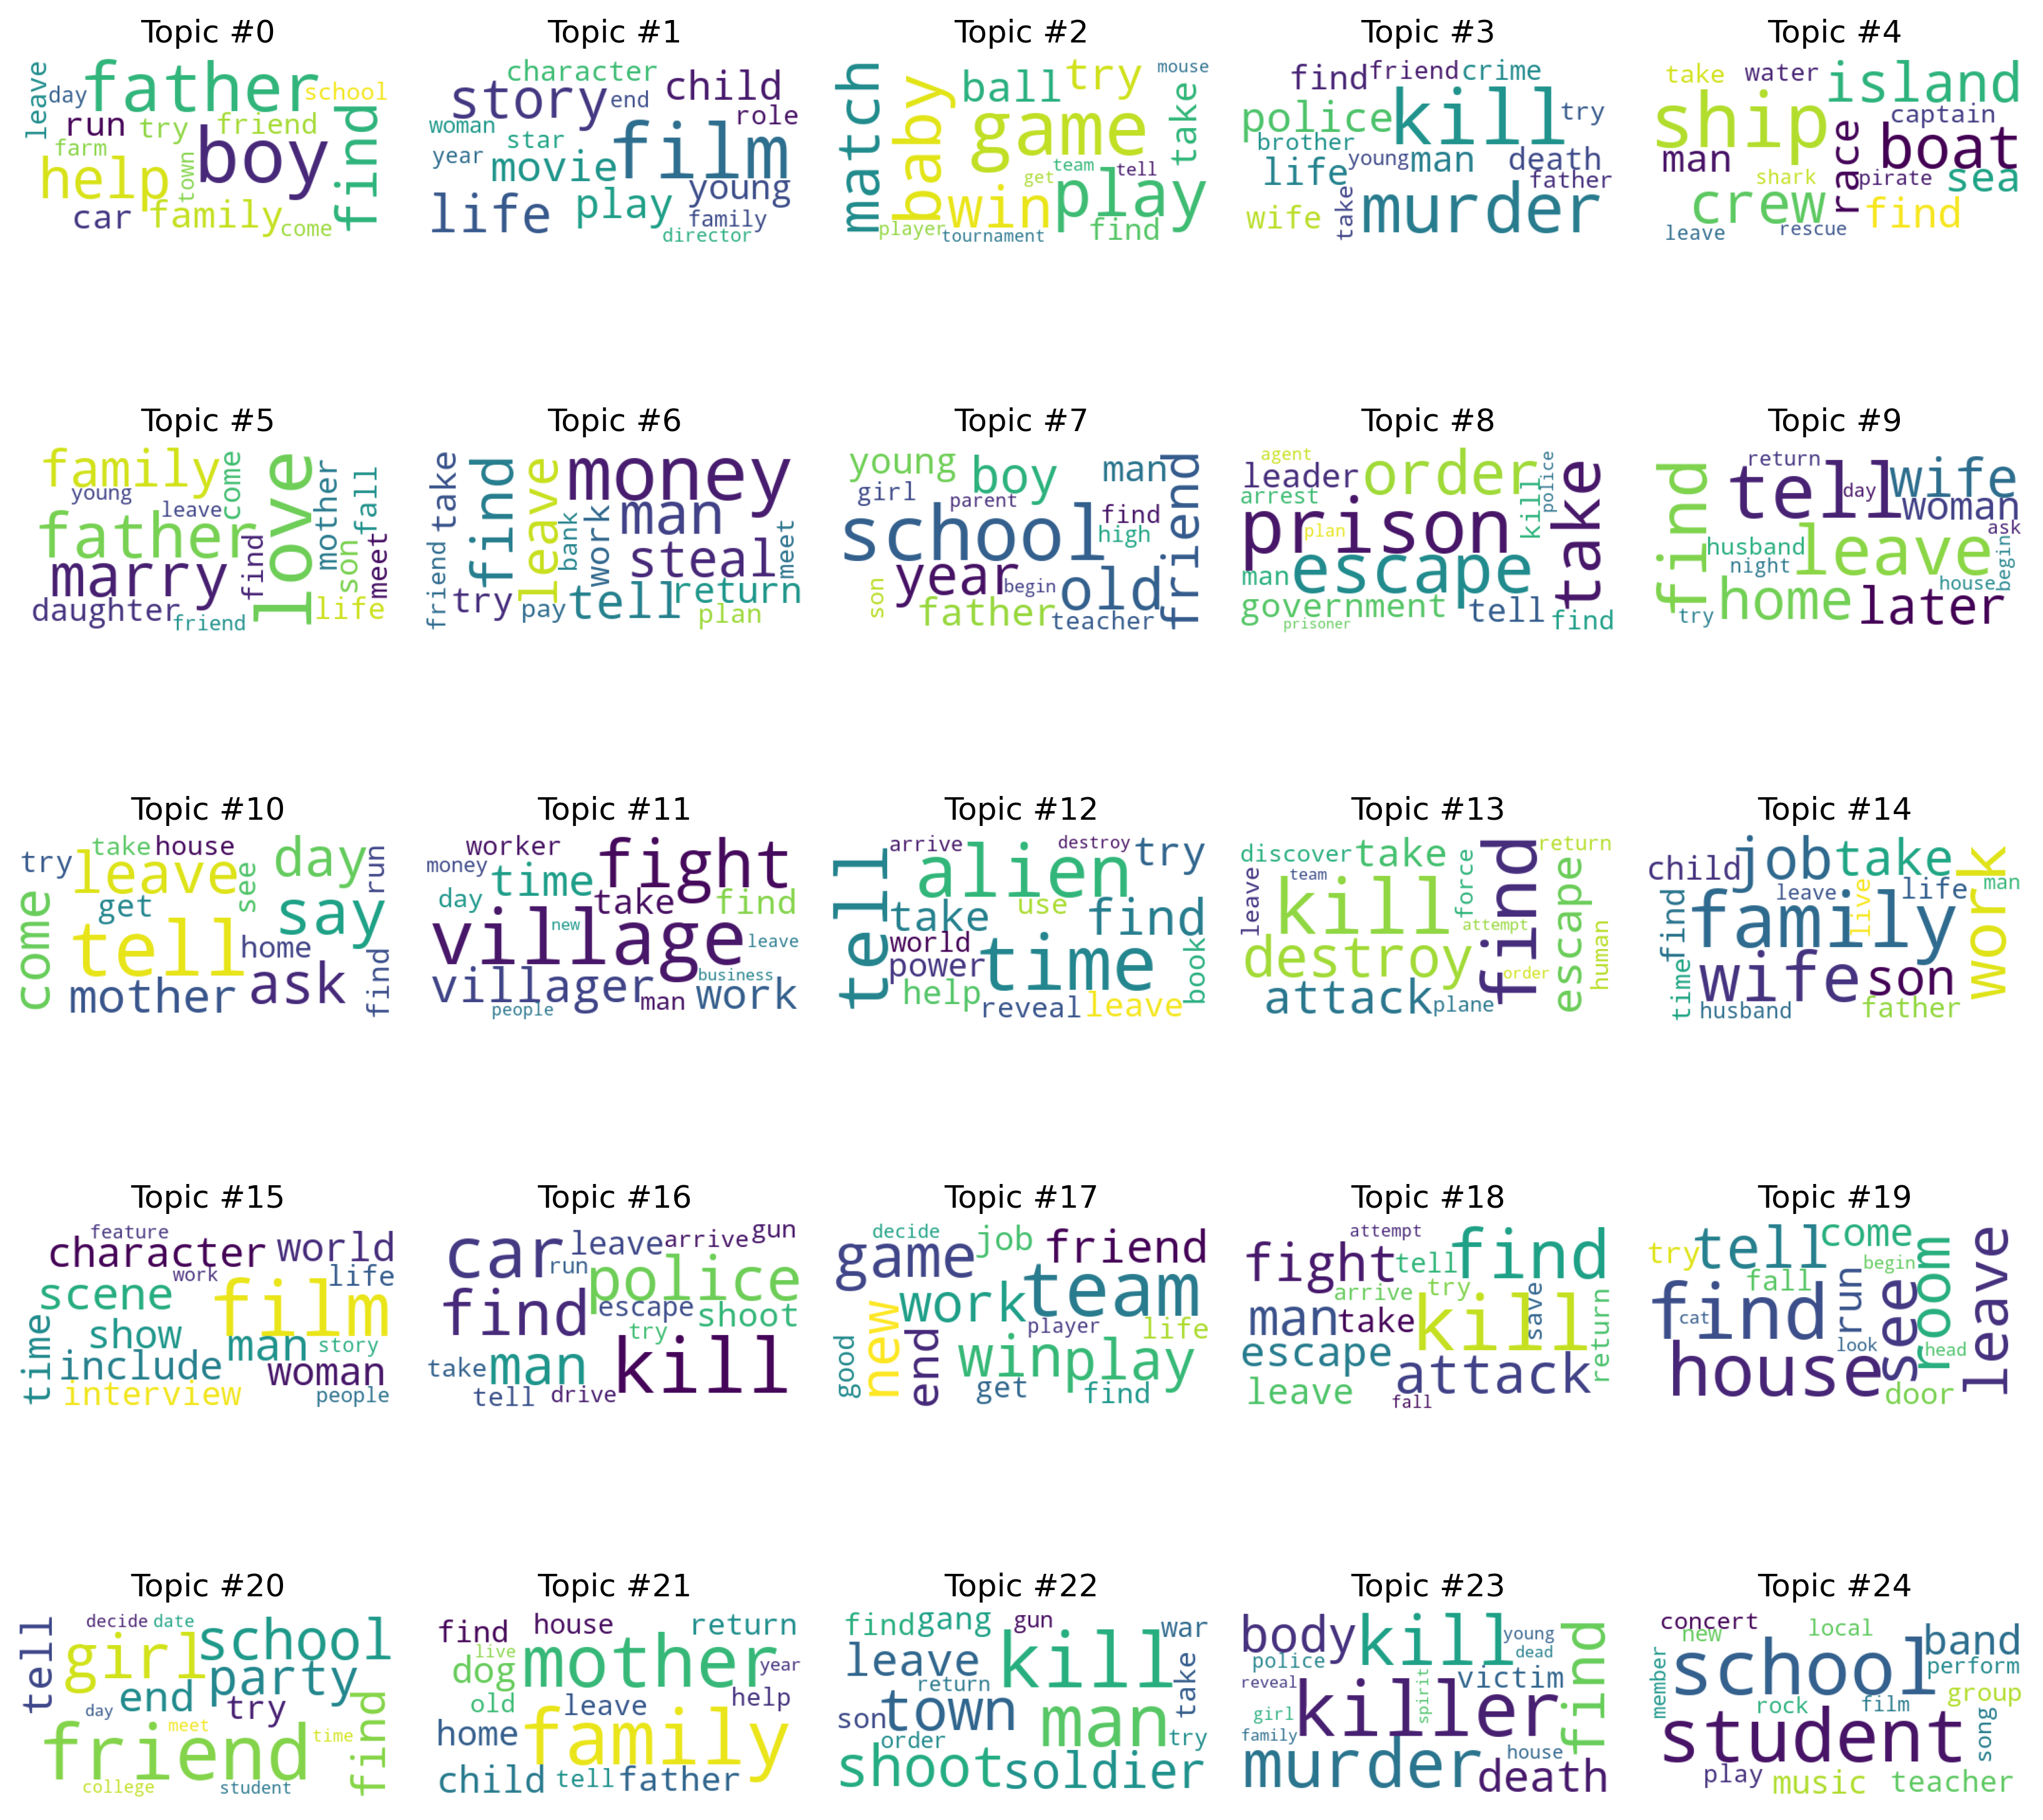 Topic #0
leave
day
father
school
run
try
friend
farm
boy
help
town
find
car
family
come
Topic #1
character
child
story
end
role
woman
star
film
year
movie
young
life
play
family
director
Topic #2
match
baby
ball
try
mouse
game
take
team
tell
get
win
play
player
tournament
find
Topic #3
find
friend
crime
police
kill
try
brother
life
young
man
death
father
wife
take
murder
Topic #4
take
water
island
ship
captain
man
race
boat
shark
pirate
sea
crew
find
leave
rescue
Topic #5
family
come
love
mother
fall
young
leave
father
marry
find
son
meet
daughter
friend
life
Topic #6
take
find
leave
money
bank
work
man
steal
meet
friend
try
pay
tell
return
plan
Topic #7
young
boy
man
friend
girl
parent
school
find
high
year
begin
old
son
father
teacher
Topic #8
agent
leader
order
police
arrest
kill
take
prison
plan
man
escape
government
tell
find
prisoner
Topic #9
find
return
tell
day
wife
woman
ask
husband
leave
night
begin
house
home
later
try
Topic #10
take
house
day
try
leave
see
run
get
say
come
tell
home
mother
ask
find
Topic #11
worker
fight
money
time
day
take
find
village
new
leave
villager
business
man
work
people
Topic #12
arrive
destroy
tell
alien
try
take
use
find
world
time
power
book
help
reveal
leave
Topic #13
discover
take
find
return
leave
team
kill
force
escape
attempt
human
destroy
order
attack
plane
Topic #14
child
job
take
work
leave
live
life
man
find
family
wife
son
time
husband
father
Topic #15
feature
character
world
work
life
scene
film
show
man
story
time
include
woman
interview
people
Topic #16
car
leave
arrive
gun
run
police
find
escape
shoot
try
man
kill
take
tell
drive
Topic #17
decide
job
friend
game
team
work
new
player
life
good
end
win
play
get
find
Topic #18
attempt
find
fight
tell
arrive
try
save
man
take
kill
return
escape
attack
leave
fall
Topic #19
try
tell
come
room
leave
begin
fall
run
see
find
cat
look
head
house
door
Topic #20
tell
decide
date
girl
school
party
end
try
find
day
meet
friend
time
college
student
Topic #21
find
house
return
live
mother
year
dog
old
leave
help
home
family
child
tell
father
Topic #22
find
gang
gun
war
leave
kill
return
take
son
town
man
order
try
shoot
soldier
Topic #23
body
kill
young
find
police
dead
reveal
victim
spirit
girl
killer
family
house
murder
death
Topic #24
concert
new
local
band
member
school
perform
rock
film
group
student
song
play
music
teacher